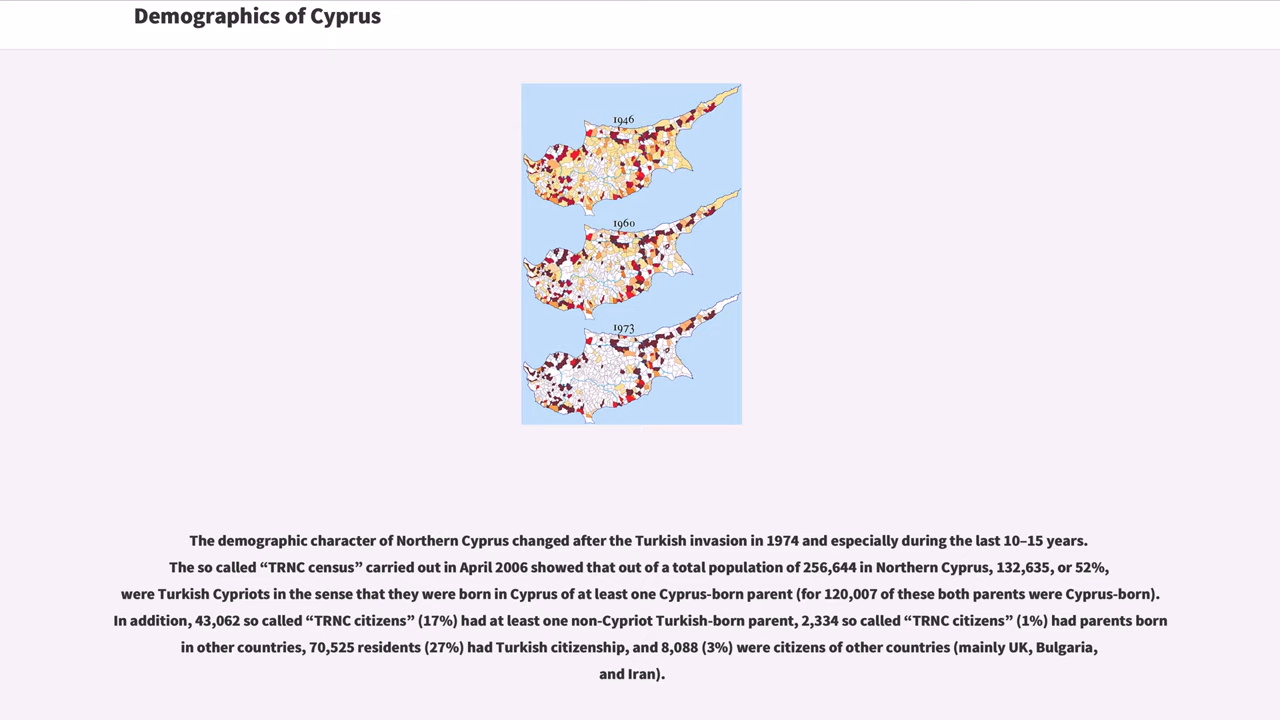 Demographics of Cyprus
1946
1960
1973
The demographic character of Northern Cyprus changed after the Turkish invasion in 1974 and especially during the last 10–15 years.
The so called “TRNC census” carried out in April 2006 showed that out of a total population of 256,644 in Northern Cyprus, 132,635, or 52%,
were Turkish Cypriots in the sense that they were born in Cyprus of at least one Cyprus-born parent (for 120,007 of these both parents were Cyprus-born).
In addition, 43,062 so called “TRNC citizens” (17%) had at least one non-Cypriot Turkish-born parent, 2,334 so called “TRNC citizens” (1%) had parents born
in other countries, 70,525 residents (27%) had Turkish citizenship, and 8,088 (3%) were citizens of other countries (mainly UK, Bulgaria,
and Iran).